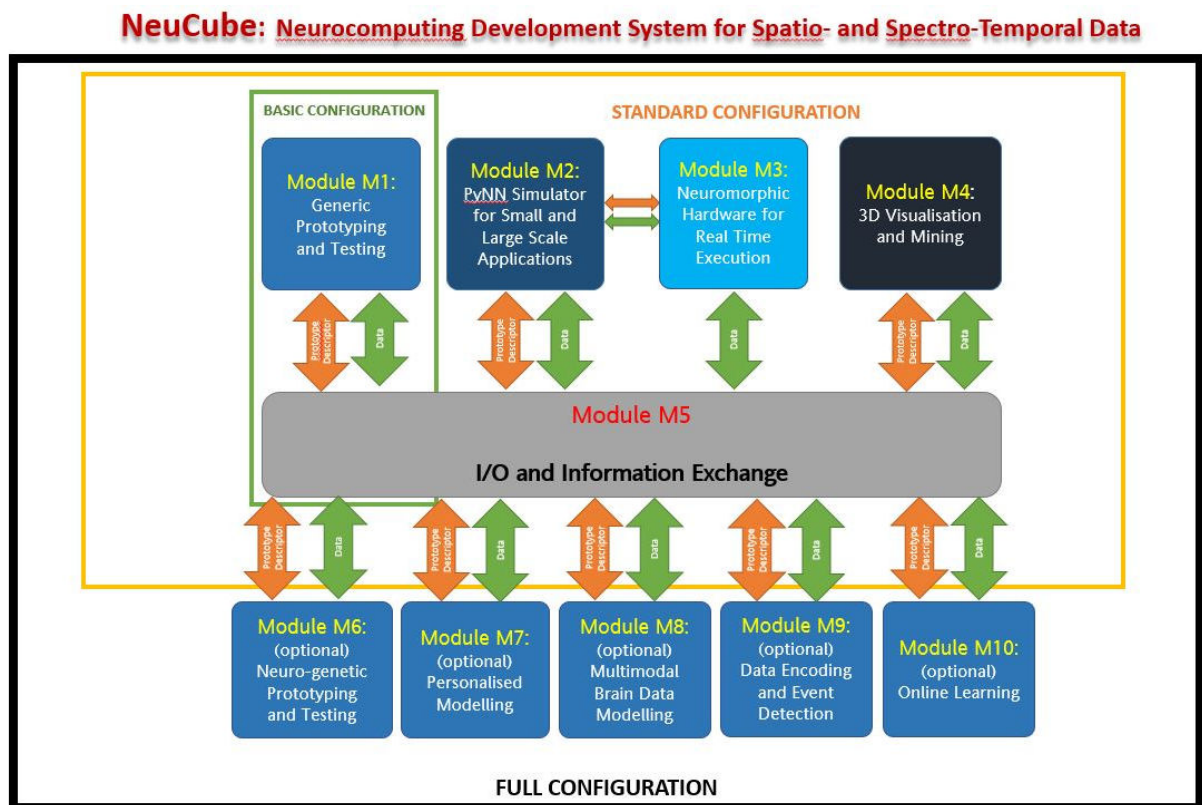 NeuCube: Neurocomputing Development System for Spatio- and Spectro-Temporal Data
BASIC CONFIGURATION
STANDARD CONFIGURATION
Module M1:
Generic
Prototyping
and Testing
Module M2:
PyNN Simulator
for Small and
Large Scale
Applications
Module M3:
Neuromorphic
Hardware for
Real Time
Execution
Module M4:
3D Visualisation
and Mining
Prototype
Descriptor
Data
Prototype
Descriptor
Data
Data
Prototype
Descriptor
Data
Module M5
I/O and Information Exchange
Prototype
Descriptor
Data
Prototype
Descriptor
Data
Prototype
Descriptor
Data
Prototype
Descriptor
Data
Prototype
Descriptor
Data
Module M6:
(optional)
Neuro-genetic
Prototyping
and Testing
Module M7:
(optional)
Personalised
Modelling
Module M8:
(optional)
Multimodal
Brain Data
Modelling
Module M9:
(optional)
Data Encoding
and Event
Detection
Module M10:
(optional)
Online Learning
FULL CONFIGURATION